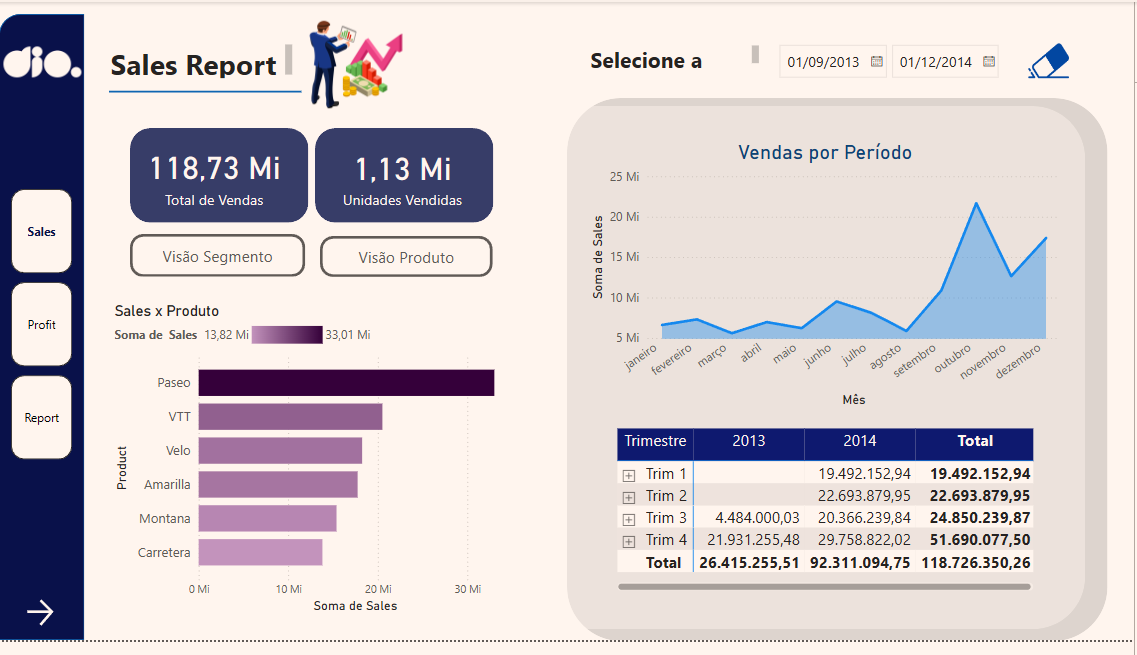 dio.
Sales Report
Selecione a
01/09/2013
01/12/2014
118,73 Mi
Total de Vendas
1,13 Mi
Unidades Vendidas
Visão Segmento
Visão Produto
Sales
Profit
Report
Sales x Produto
Soma de Sales 13,82 Mi 33,01 Mi
Product
Paseo
VTT
Velo
Amarilla
Montana
Carretera
0 Mi 10 Mi 20 Mi 30 Mi
Soma de Sales
Vendas por Período
Soma de Sales
25 Mi
20 Mi
15 Mi
10 Mi
5 Mi
janeiro fevereiro março abril maio junho julho agosto setembro outubro novembro dezembro
Mês
Trimestre 2013 2014 Total
Trim 1 19.492.152,94 19.492.152,94
Trim 2 22.693.879,95 22.693.879,95
Trim 3 4.484.000,03 20.366.239,84 24.850.239,87
Trim 4 21.931.255,48 29.758.822,02 51.690.077,50
Total 26.415.255,51 92.311.094,75 118.726.350,26